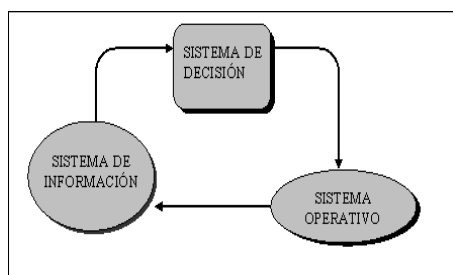 SISTEMA DE
DECISIÓN
SISTEMA DE
INFORMACIÓN
SISTEMA
OPERATIVO